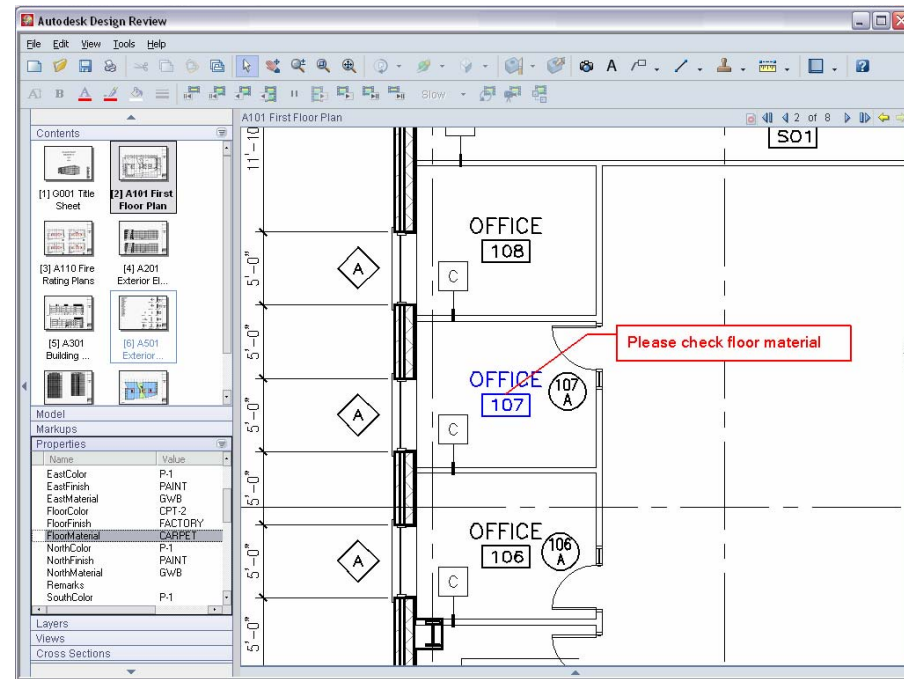 Autodesk Design Review
File Edit View Tools Help
A B A Slow
Contents
A101 First Floor Plan
2 of 8
[1] G001 Title Sheet
[2] A101 First Floor Plan
[3] A110 Fire Rating Plans
[4] A201 Exterior El...
[5] A301 Building ...
[6] A501 Exterior...
Model
Markups
Properties
Name Value
EastColor P-1
EastFinish PAINT
EastMaterial GWB
FloorColor CPT-2
FloorFinish FACTORY
FloorMaterial CARPET
NorthColor P-1
NorthFinish PAINT
NorthMaterial GWB
Remarks
SouthColor P-1
Layers
Views
Cross Sections
11'-10
S01
OFFICE
108
5'-0"
A
C
5'-0"
Please check floor material
OFFICE
107
107
A
5'-0"
A
C
5'-0"
OFFICE
106
106
A
5'-0"
A
C
5'-0"